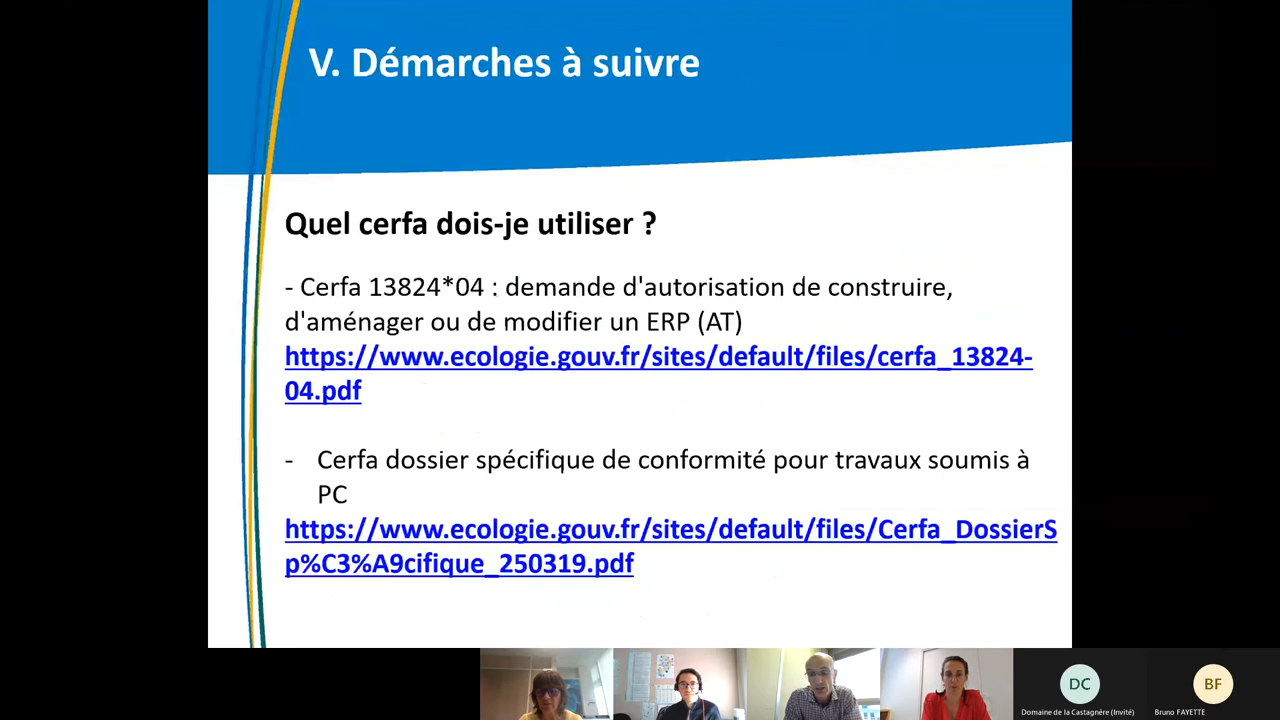 V. Démarches à suivre
Quel cerfa dois-je utiliser ?
- Cerfa 13824*04 : demande d'autorisation de construire,
d'aménager ou de modifier un ERP (AT)
https://www.ecologie.gouv.fr/sites/default/files/cerfa_13824-
04.pdf
- Cerfa dossier spécifique de conformité pour travaux soumis à
PC
https://www.ecologie.gouv.fr/sites/default/files/Cerfa_DossierS
p%C3%A9cifique_250319.pdf
DC
BF
Domaine de la Castagnére (Invité)
Bruno FAYETTE